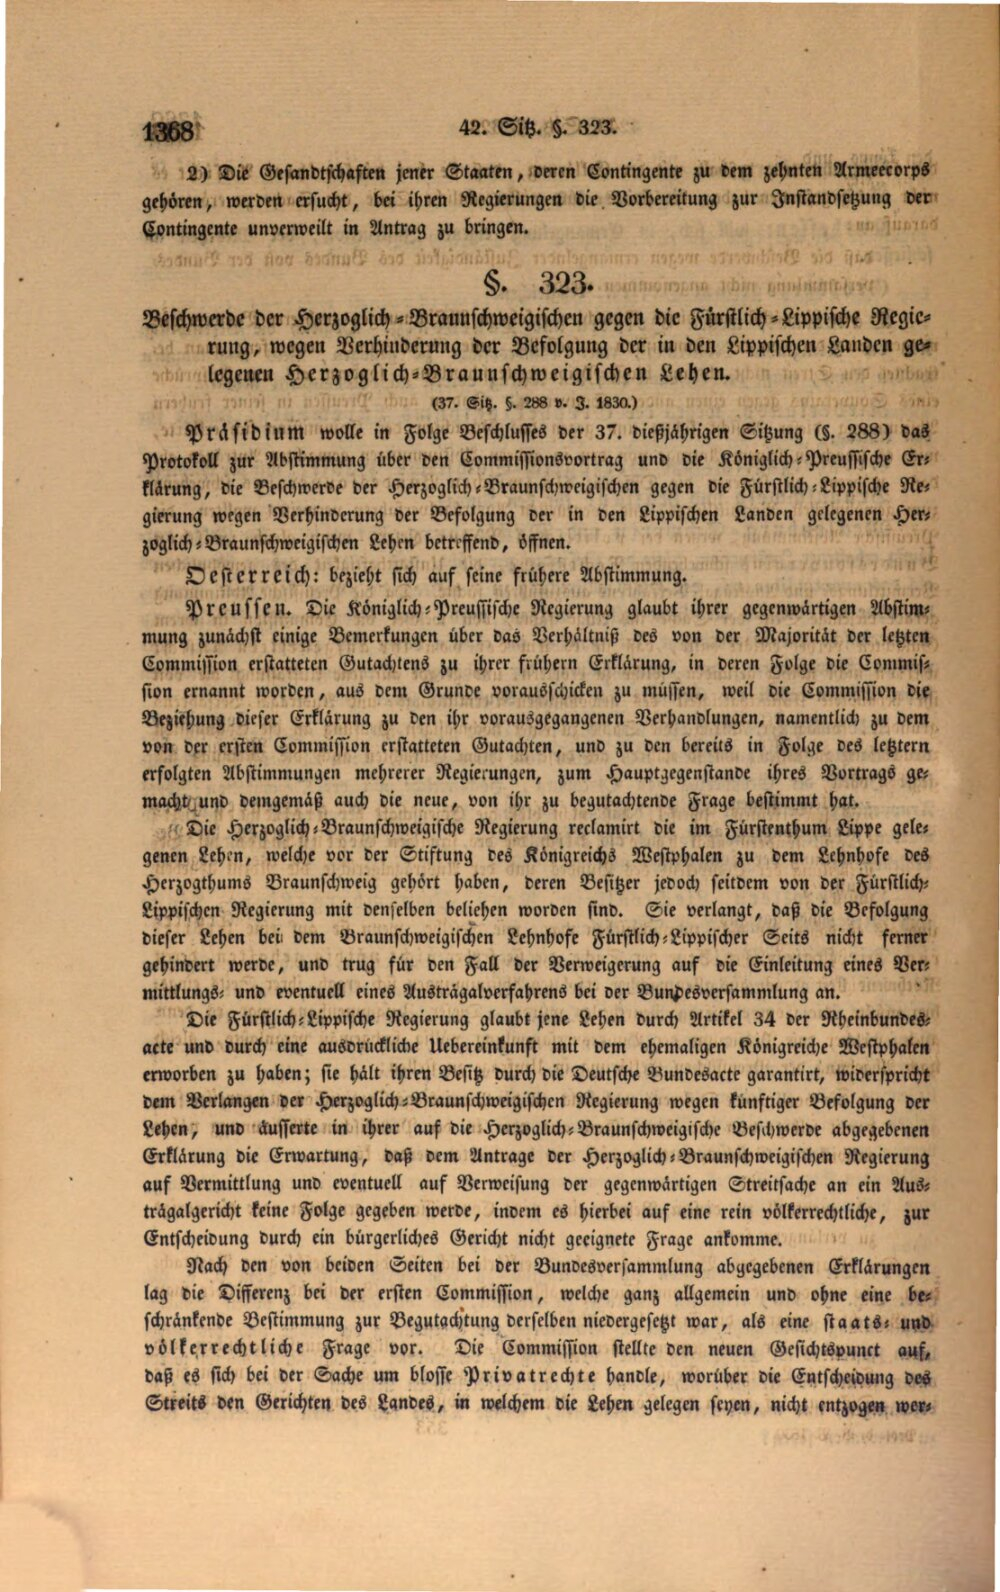 1368
42. Sitz. §. 323.
2) Die Gesandtschaften jener Staaten, deren Contingente zu dem zehnten Armeecorps
gehören, werden ersucht, bei ihren Regierungen die Vorbereitung zur Instandsetzung der
Contingente unverweilt in Antrag zu bringen.
§. 323.
Beschwerde der Herzoglich-Braunschweigischen gegen die Fürstlich-Lippische Regie-
rung, wegen Verhinderung der Befolgung der in den Lippischen Landen ge-
legenen Herzoglich-Braunschweigischen Lehen.
(37. Sitz. §. 288 v. J. 1830.)
Präsidium wolle in Folge Beschlusses der 37. dießjährigen Sitzung (§. 288) das
Protokoll zur Abstimmung über den Commissionsvortrag und die Königlich-Preussische Er-
klärung, die Beschwerde der Herzoglich-Braunschweigischen gegen die Fürstlich-Lippische Re-
gierung wegen Verhinderung der Befolgung der in den Lippischen Landen gelegenen Her-
zoglich-Braunschweigischen Lehen betreffend, öffnen.
Oesterreich: bezieht sich auf seine frühere Abstimmung.
Preussen. Die Königlich-Preussische Regierung glaubt ihrer gegenwärtigen Abstim-
mung zunächst einige Bemerkungen über das Verhältniß des von der Majorität der letzten
Commission erstatteten Gutachtens zu ihrer frühern Erklärung, in deren Folge die Commis-
sion ernannt worden, aus dem Grunde vorausschicken zu müssen, weil die Commission die
Beziehung dieser Erklärung zu den ihr vorausgegangenen Verhandlungen, namentlich zu dem
von der ersten Commission erstatteten Gutachten, und zu den bereits in Folge des letztern
erfolgten Abstimmungen mehrerer Regierungen, zum Hauptgegenstande ihres Vortrags ge-
macht und demgemäß auch die neue, von ihr zu begutachtende Frage bestimmt hat.
Die Herzoglich-Braunschweigische Regierung reclamirt die im Fürstenthum Lippe gele-
genen Lehen, welche vor der Stiftung des Königreichs Westphalen zu dem Lehnhofe des
Herzogthums Braunschweig gehört haben, deren Besitzer jedoch seitdem von der Fürstlich-
Lippischen Regierung mit denselben beliehen worden sind. Sie verlangt, daß die Befolgung
dieser Lehen bei dem Braunschweigischen Lehnhofe Fürstlich-Lippischer Seits nicht ferner
gehindert werde, und trug für den Fall der Verweigerung auf die Einleitung eines Ver-
mittlungs- und eventuell eines Austrägalverfahrens bei der Bundesversammlung an.
Die Fürstlich-Lippische Regierung glaubt jene Lehen durch Artikel 34 der Rheinbundes-
acte und durch eine ausdrückliche Uebereinkunft mit dem ehemaligen Königreiche Westphalen
erworben zu haben; sie hält ihren Besitz durch die Deutsche Bundesacte garantirt, widerspricht
dem Verlangen der Herzoglich-Braunschweigischen Regierung wegen künftiger Befolgung der
Lehen, und äusserte in ihrer auf die Herzoglich-Braunschweigische Beschwerde abgegebenen
Erklärung die Erwartung, daß dem Antrage der Herzoglich-Braunschweigischen Regierung
auf Vermittlung und eventuell auf Verweisung der gegenwärtigen Streitsache an ein Aus-
trägalgericht keine Folge gegeben werde, indem es hierbei auf eine rein völkerrechtliche, zur
Entscheidung durch ein bürgerliches Gericht nicht geeignete Frage ankomme.
Nach den von beiden Seiten bei der Bundesversammlung abgegebenen Erklärungen
lag die Differenz bei der ersten Commission, welche ganz allgemein und ohne eine be-
schränkende Bestimmung zur Begutachtung derselben niedergesetzt war, als eine staats- und
völkerrechtliche Frage vor. Die Commission stellte den neuen Gesichtspunct auf,
daß es sich bei der Sache um blosse Privatrechte handle, worüber die Entscheidung des
Streits den Gerichten des Landes, in welchem die Lehen gelegen seyen, nicht entzogen wer-